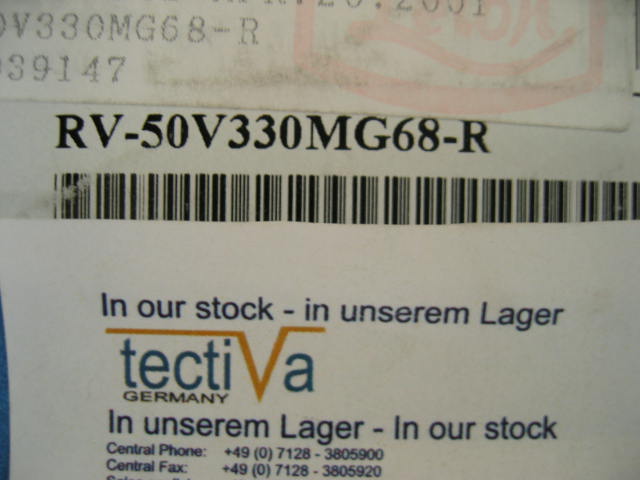 .2001
0V330MG68-R
039147
RV-50V330MG68-R
In our stock - in unserem Lager
tectiVa
GERMANY
In unserem Lager - In our stock
Central Phone: +49 (0) 7128 - 3805900
Central Fax: +49 (0) 7128 - 3805920